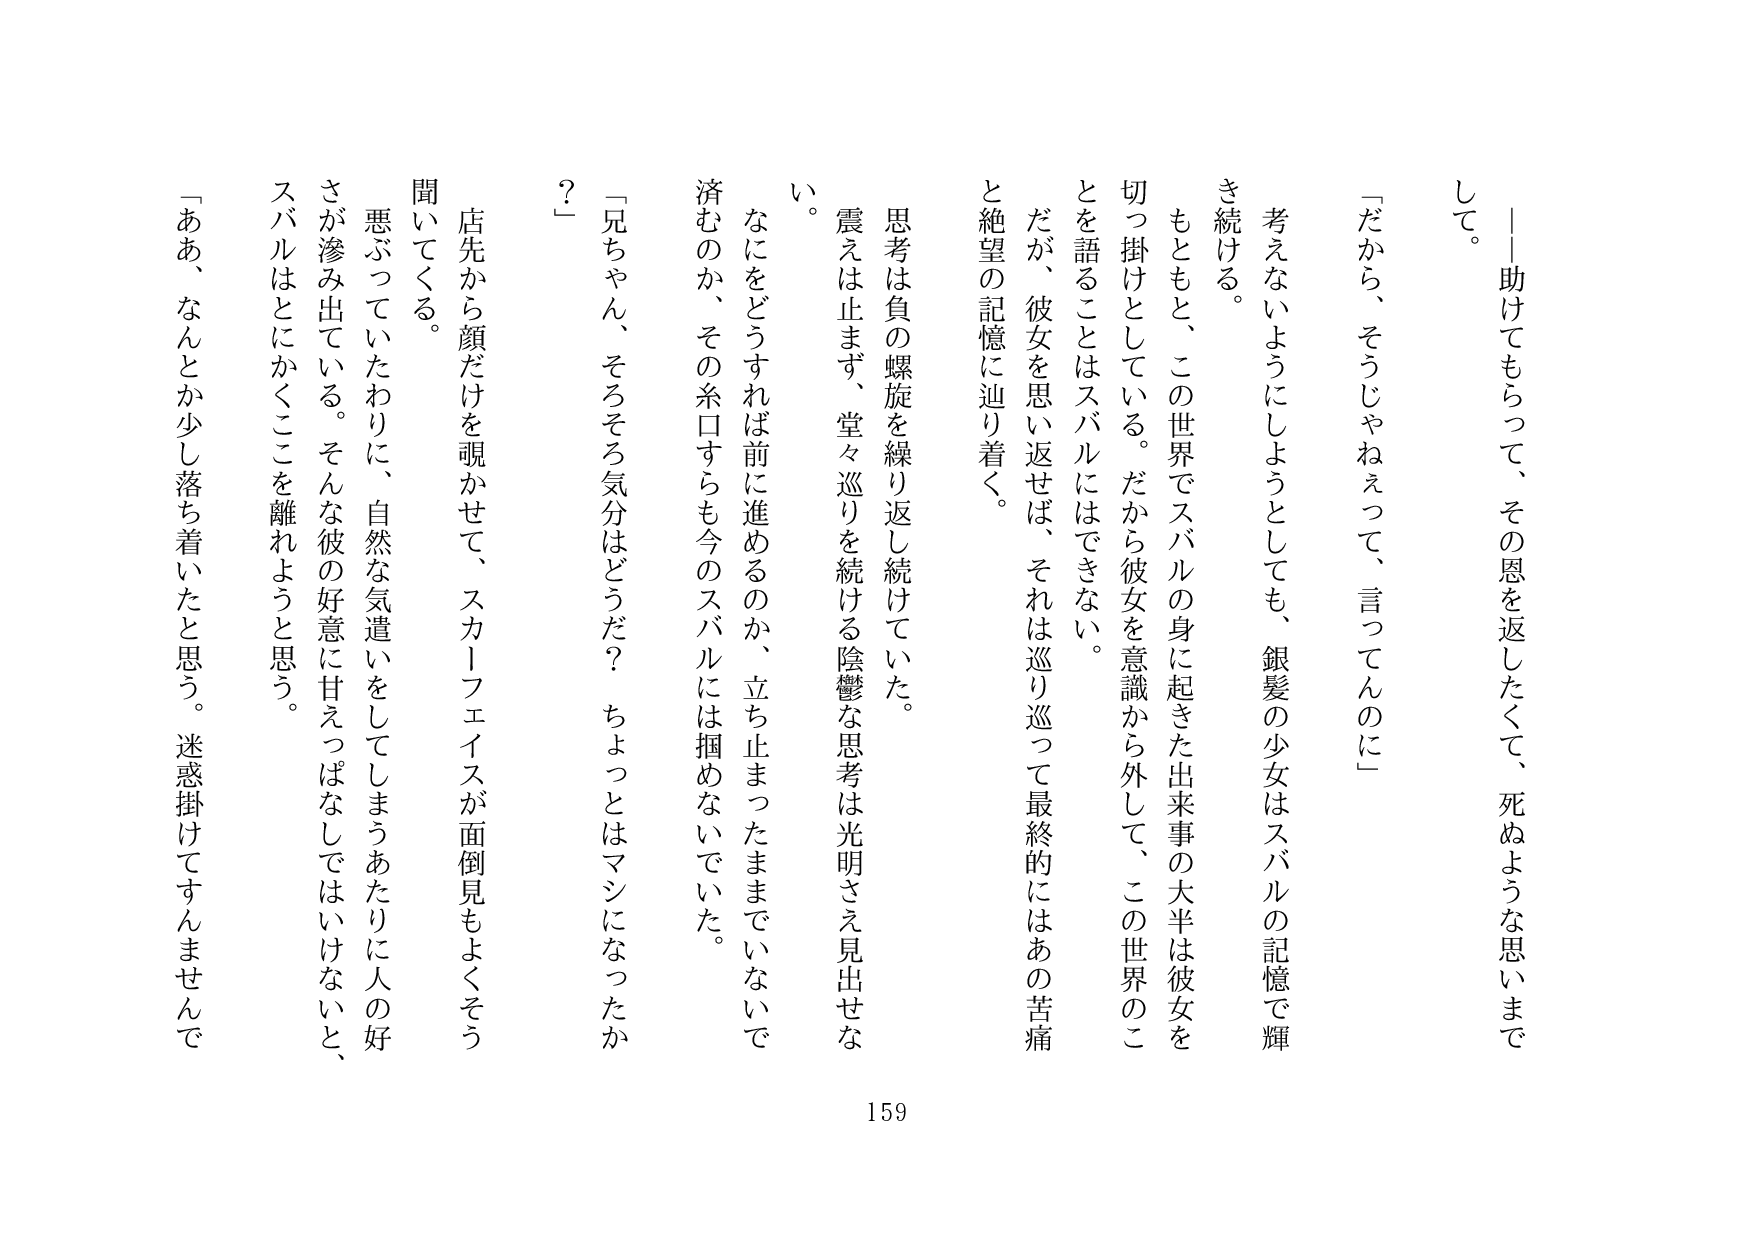 ――助けてもらって、その恩を返したくて、死ぬような思いまで
して。
「だから、そうじゃねぇって、言ってんのに」
考えないようにしようとしても、銀髪の少女はスバルの記憶で輝
き続ける。
もともと、この世界でスバルの身に起きた出来事の大半は彼女を
切っ掛けとしている。だから彼女を意識から外して、この世界のこ
とを語ることはスバルにはできない。
だが、彼女を思い返せば、それは巡り巡って最終的にはあの苦痛
と絶望の記憶に辿り着く。
思考は負の螺旋を繰り返し続けていた。
震えは止まず、堂々巡りを続ける陰鬱な思考は光明さえ見出せな
い。
なにをどうすれば前に進めるのか、立ち止まったままでいないで
済むのか、その糸口すらも今のスバルには掴めないでいた。
「兄ちゃん、そろそろ気分はどうだ？　ちょっとはマシになったか
？」
店先から顔だけを覗かせて、スカーフェイスが面倒見もよくそう
聞いてくる。
悪ぶっていたわりに、自然な気遣いをしてしまうあたりに人の好
さが滲み出ている。そんな彼の好意に甘えっぱなしではいけないと、
スバルはとにかくここを離れようと思う。
「ああ、なんとか少し落ち着いたと思う。迷惑掛けてすんませんで
159